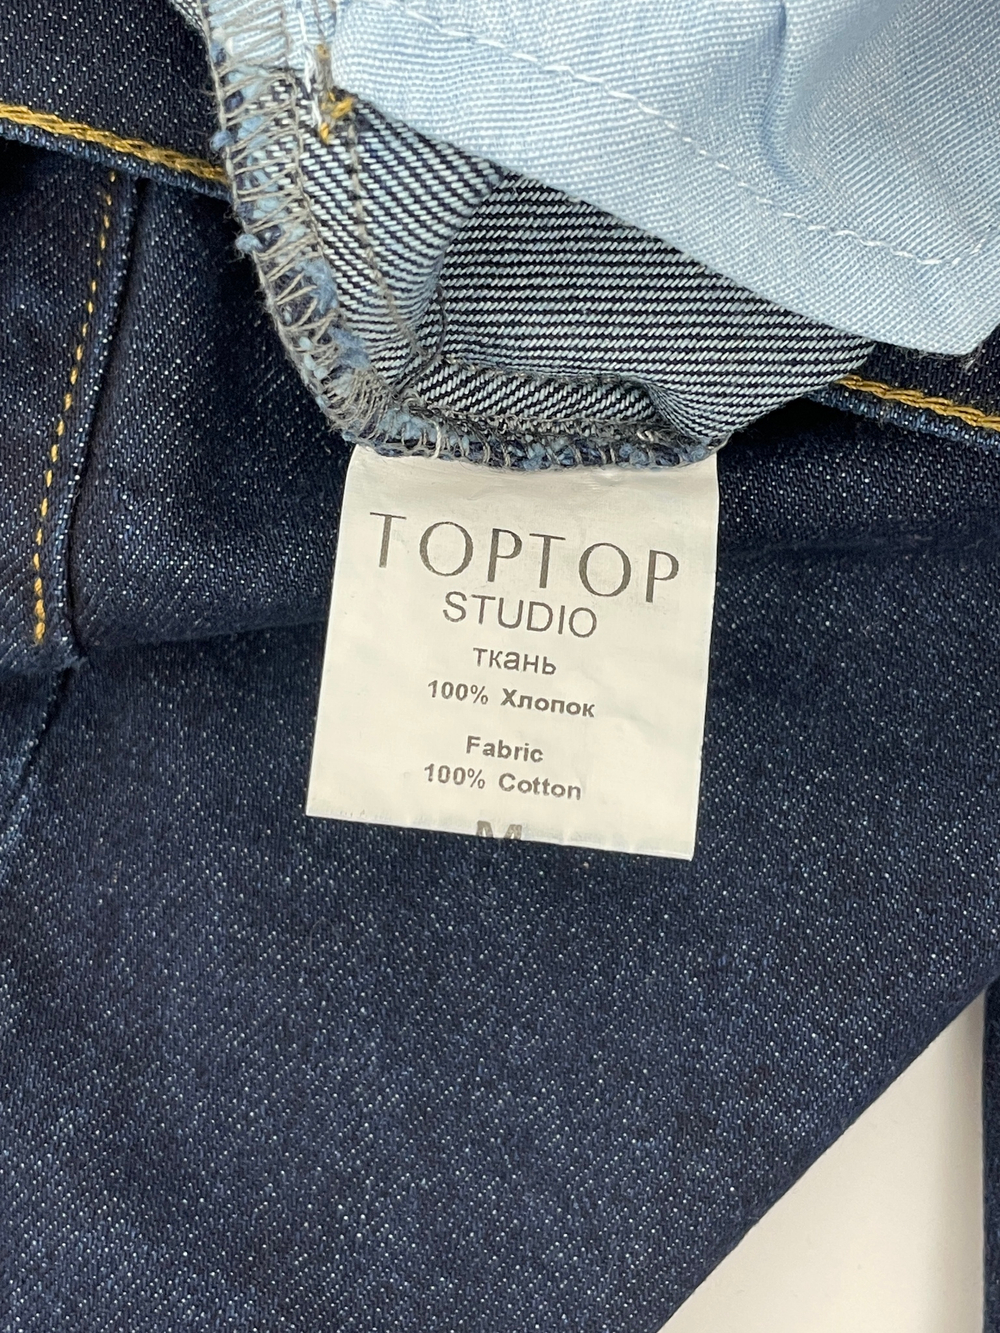 TOPTOP
STUDIO
ткань
100% Хлопок
Fabric
100% Cotton
M